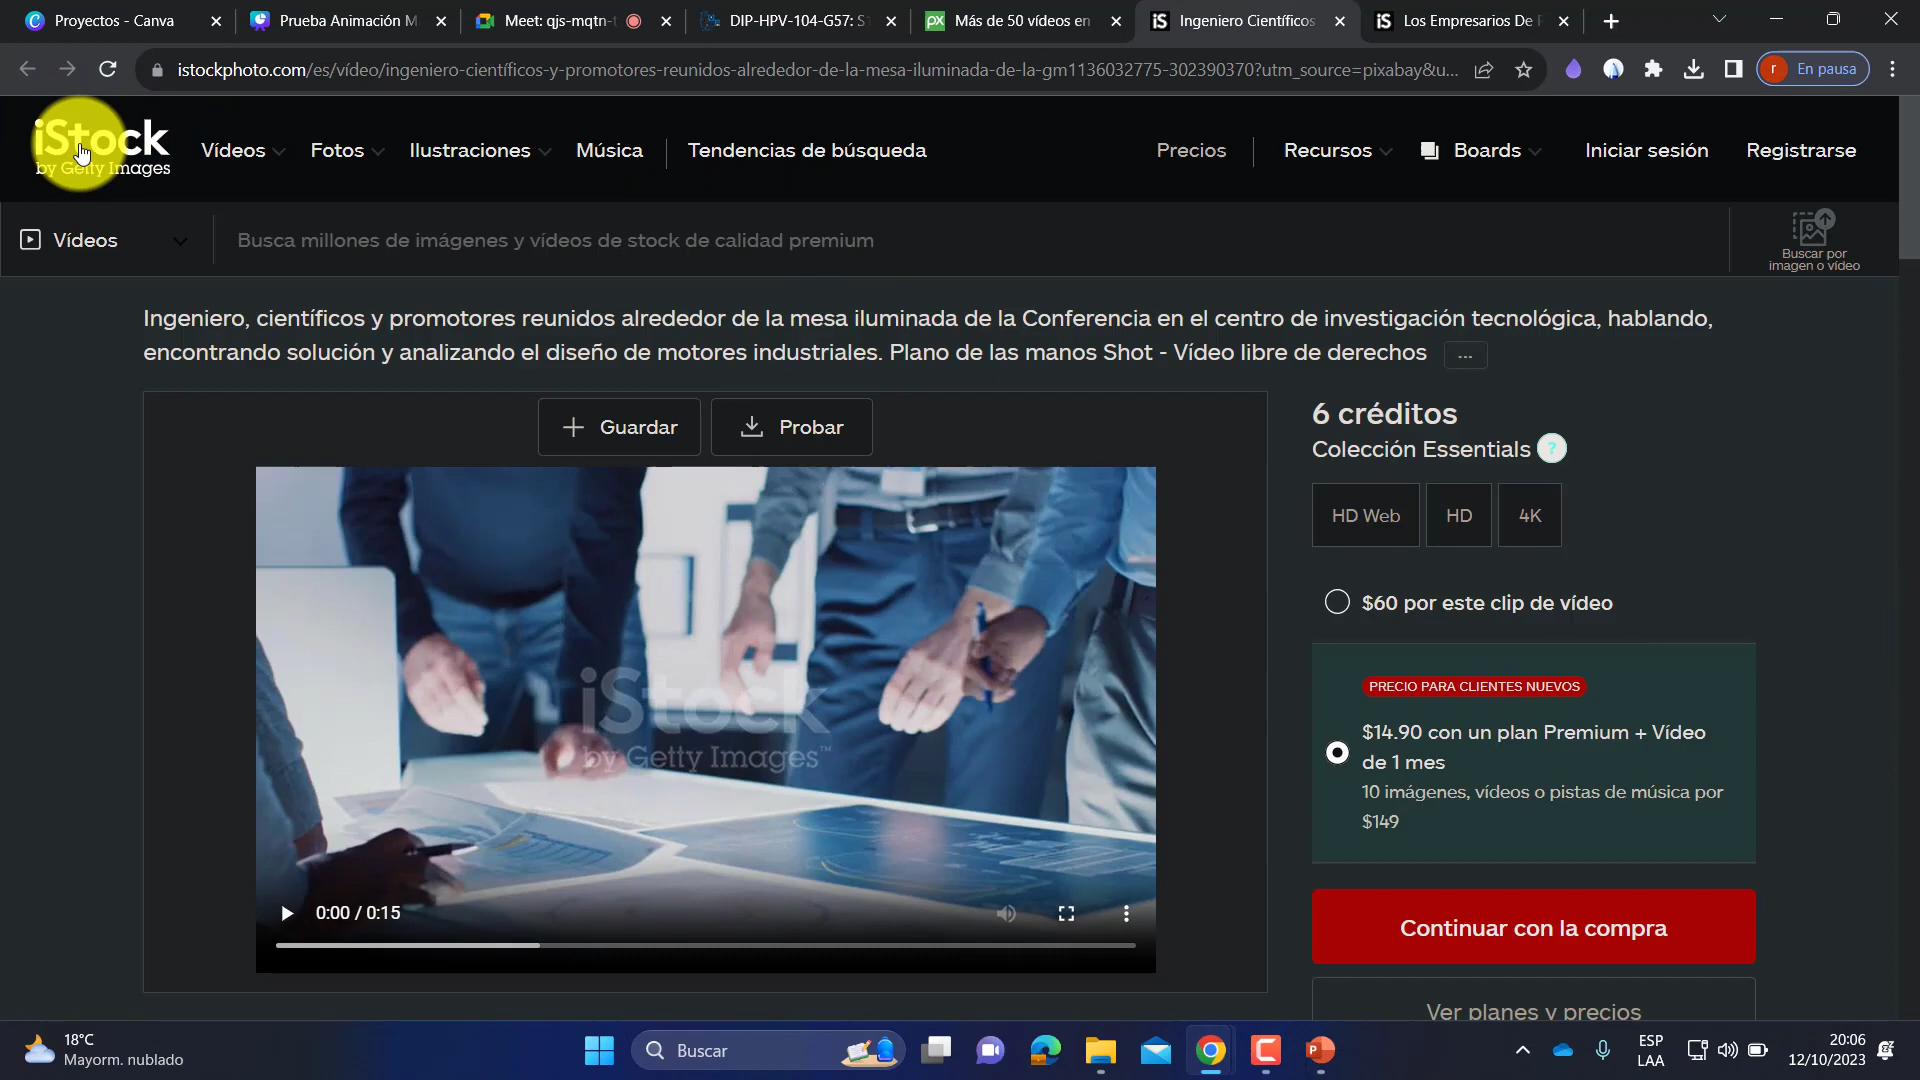 Proyectos - Canva
Prueba Animación M
Meet: qjs-mqtn-
DIP-HPV-104-G57: S
Más de 50 vídeos en
Ingeniero Científicos
Los Empresarios De
istockphoto.com/es/vídeo/ingeniero-científicos-y-promotores-reunidos-alrededor-de-la-mesa-iluminada-de-la-gm1136032775-302390370?utm_source=pixabay&u...
r En pausa
iStock
by Getty Images
Vídeos
Fotos
Ilustraciones
Música
Tendencias de búsqueda
Precios
Recursos
Boards
Iniciar sesión
Registrarse
Vídeos
Busca millones de imágenes y vídeos de stock de calidad premium
Buscar por
imagen o vídeo
Ingeniero, científicos y promotores reunidos alrededor de la mesa iluminada de la Conferencia en el centro de investigación tecnológica, hablando,
encontrando solución y analizando el diseño de motores industriales. Plano de las manos Shot - Vídeo libre de derechos ...
Guardar
Probar
iStock
by Getty Images™
0:00 / 0:15
6 créditos
Colección Essentials ?
HD Web
HD
4K
$60 por este clip de vídeo
PRECIO PARA CLIENTES NUEVOS
$14.90 con un plan Premium + Vídeo
de 1 mes
10 imágenes, vídeos o pistas de música por
$149
Continuar con la compra
Ver planes y precios
18°C
Mayorm. nublado
Buscar
ESP
LAA
20:06
12/10/2023